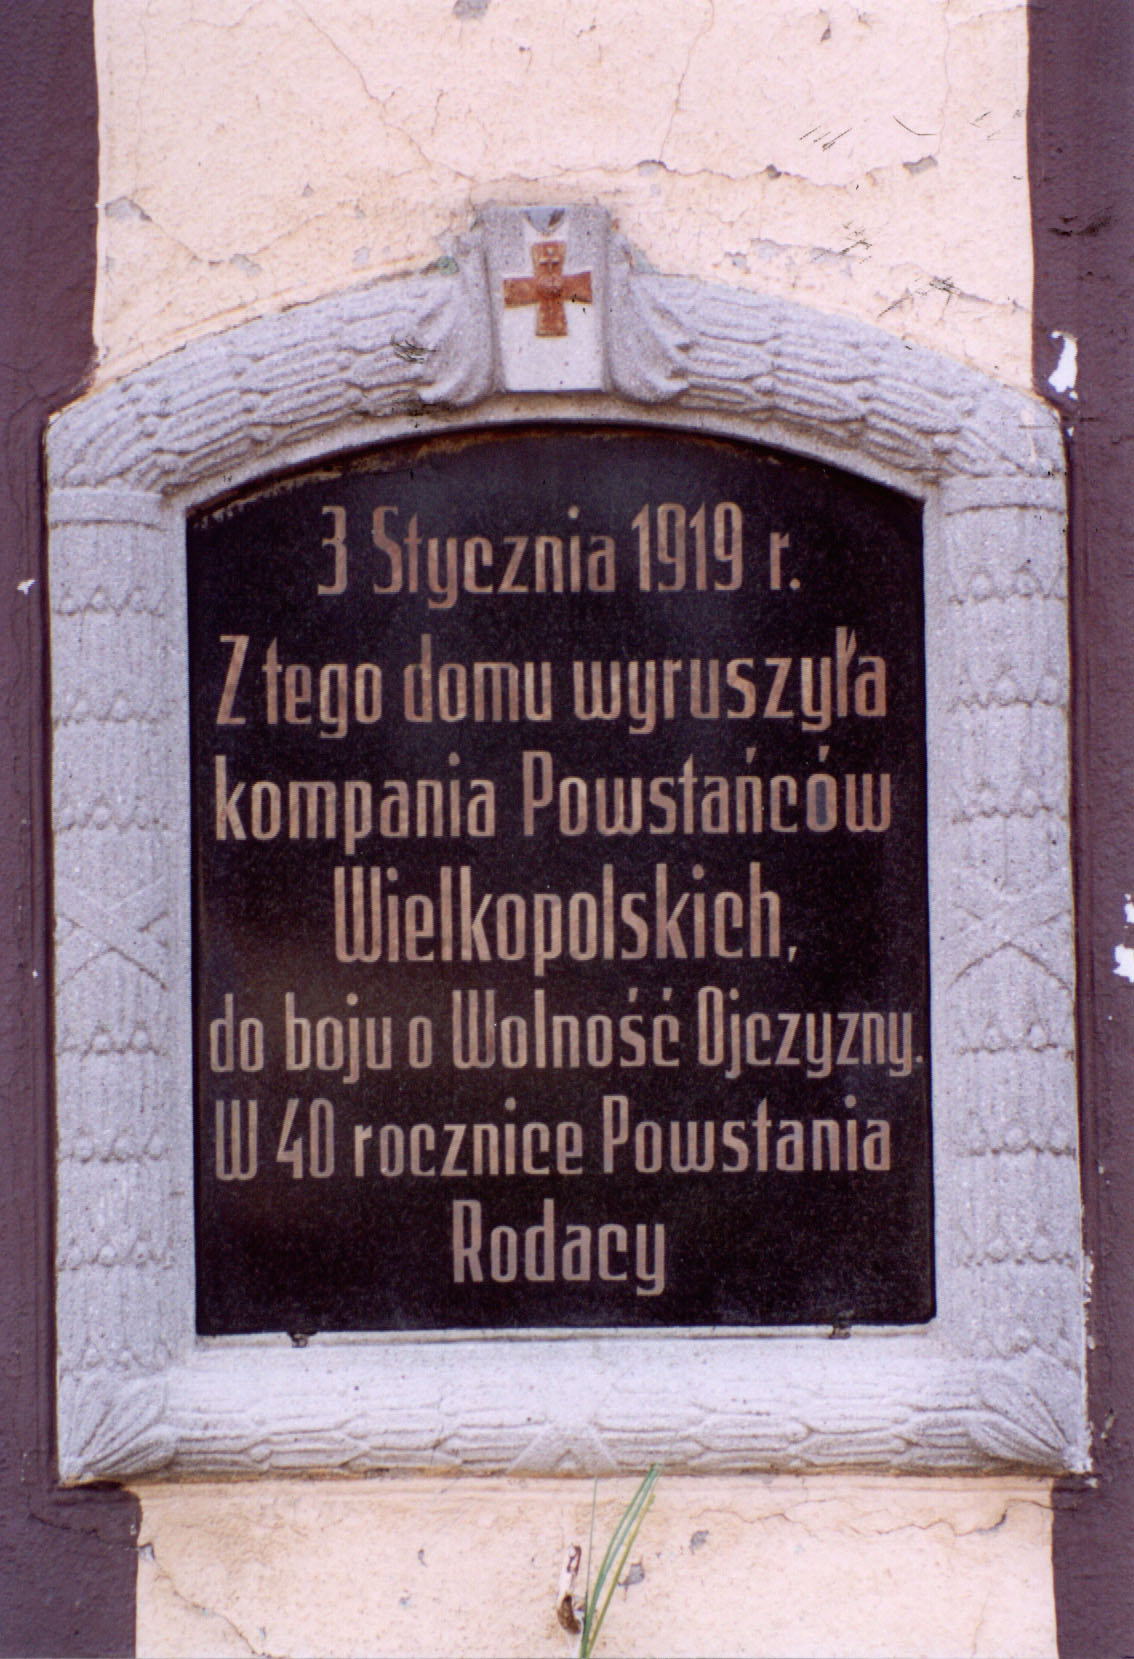 3 Stycznia 1919 r.
Z tego domu wyruszyła
kompania Powstańców
Wielkopolskich,
do boju o Wolność Ojczyzny.
W 40 rocznice Powstania
Rodacy